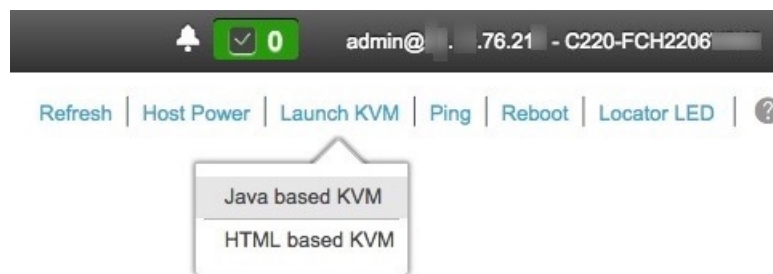 0 admin@ . .76.21 - C220-FCH2206
Refresh | Host Power | Launch KVM | Ping | Reboot | Locator LED | ?
Java based KVM
HTML based KVM